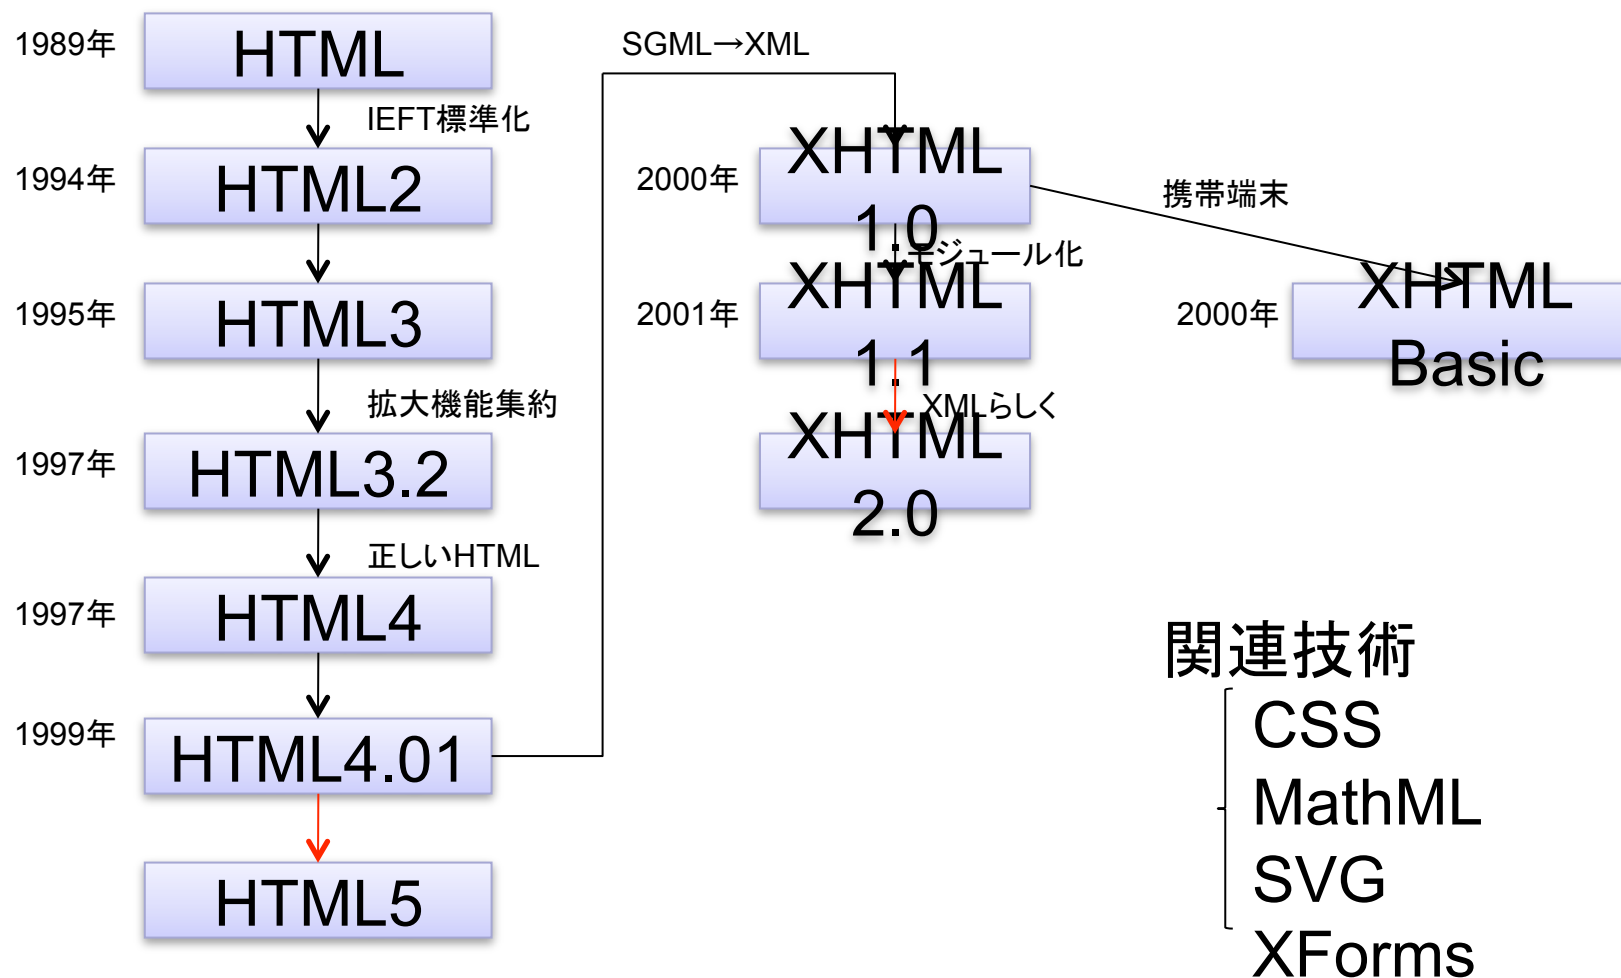 1989年
HTML
IEFT標準化
1994年
HTML2
1995年
HTML3
拡大機能集約
1997年
HTML3.2
正しいHTML
1997年
HTML4
1999年
HTML4.01
HTML5
SGML→XML
2000年
XHTML
1.0
モジュール化
2001年
XHTML
1.1
XMLらしく
XHTML
2.0
携帯端末
2000年
XHTML
Basic
関連技術
CSS
MathML
SVG
XForms